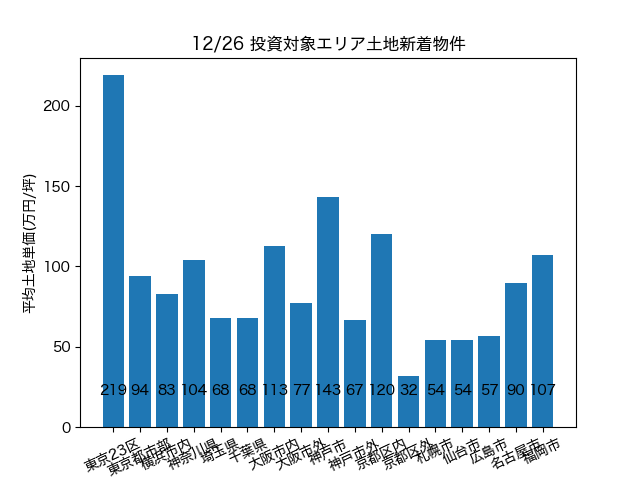 12/26 投資対象エリア土地新着物件
平均土地単価(万円/坪)
200
150
100
50
0
219 94 83 104 68 68 113 77 143 67 120 32 54 54 57 90 107
東京23区
東京都市部
横浜市内
神奈川県
埼玉県
千葉県
大阪市内
大阪市外
神戸市
神戸市外
京都区内
京都区外
札幌市
仙台市
広島市
名古屋市
福岡市